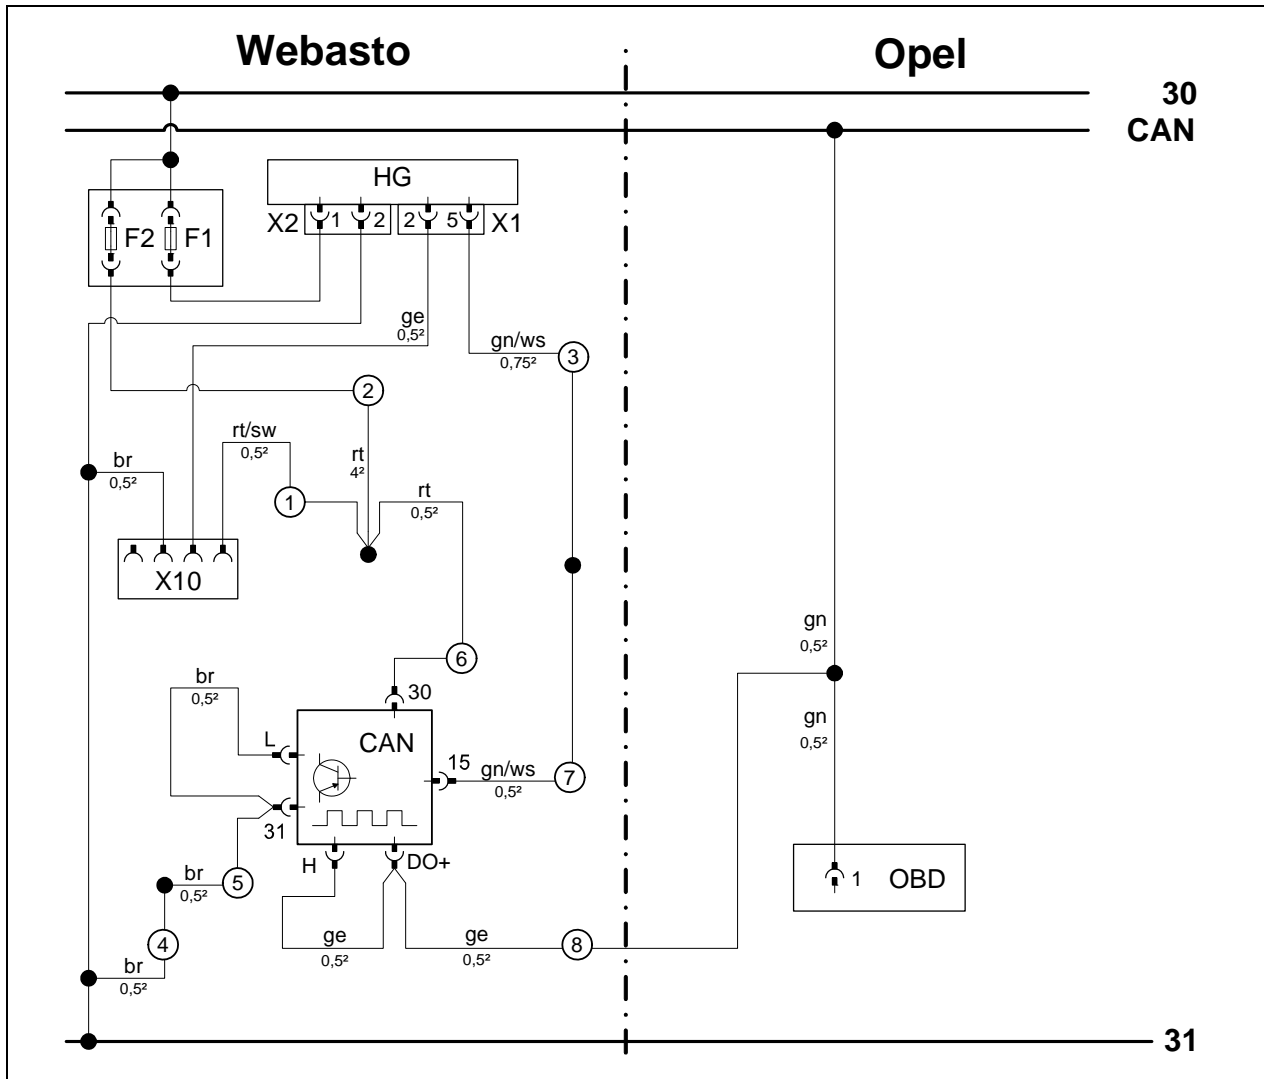 Webasto
Opel
30
CAN
HG
X2
1
2
2
5
X1
F2
F1
ge
0,5²
gn/ws
0,75²
3
2
rt/sw
0,5²
rt
4²
br
0,5²
1
rt
0,5²
X10
gn
0,5²
6
br
0,5²
30
gn
0,5²
L
CAN
15
gn/ws
0,5²
7
31
H
DO+
br
0,5²
5
1
OBD
4
ge
0,5²
ge
0,5²
8
br
0,5²
31